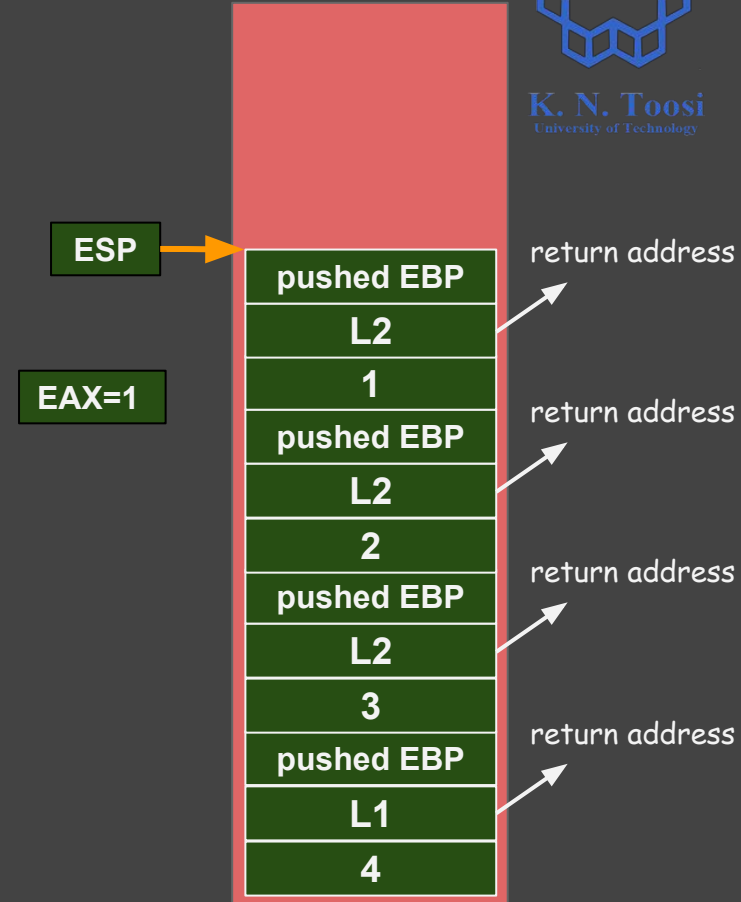 K. N. Toosi
University of Technology
ESP
return address
pushed EBP
L2
EAX=1
1
return address
pushed EBP
L2
2
return address
pushed EBP
L2
3
return address
pushed EBP
L1
4